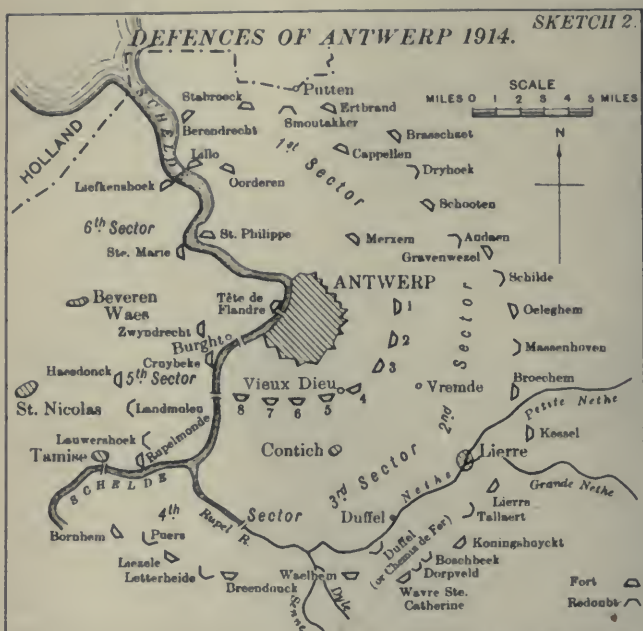 SKETCH 2.
DEFENCES OF ANTWERP 1914.
SCALE
MILES 0 1 2 3 4 5 MILES
N
HOLLAND
SCHELDE
Putten
Stabroeck
Ertbrand
Smoutakker
Berendrecht
Brasschaet
1st Sector
Cappellen
Lillo
Dryhoek
Liefkenshoek
Oorderen
Schooten
6th Sector
St. Philippe
Merxem
Audaen
Ste. Marie
Gravenwezel
ANTWERP
Schilde
Beveren
Waes
Tête de
Flandre
1
Oeleghem
Zwyndrecht
Burght
2
Massenhoven
Cruybeke
3
2nd Sector
Haesdonck
5th Sector
Vieux Dieu
4
Vremde
Broechem
Petite Nethe
St. Nicolas
Landmolen
8 7 6 5
Kessel
Lauwershoek
Rupelmonde
Contich
Lierre
Tamise
3rd Sector
Grande Nethe
SCHELDE
Nethe
4th Sector
Rupel R.
Duffel
Lierre
Tallaert
Bornhem
Puers
Duffel
(or Chemin de Fer)
Koningshoyckt
Liezele
Letterheide
Boschbeek
Dorpveld
Breendonck
Waelhem
Wavre Ste.
Catherine
Senne
Dyle
Fort
Redoubt